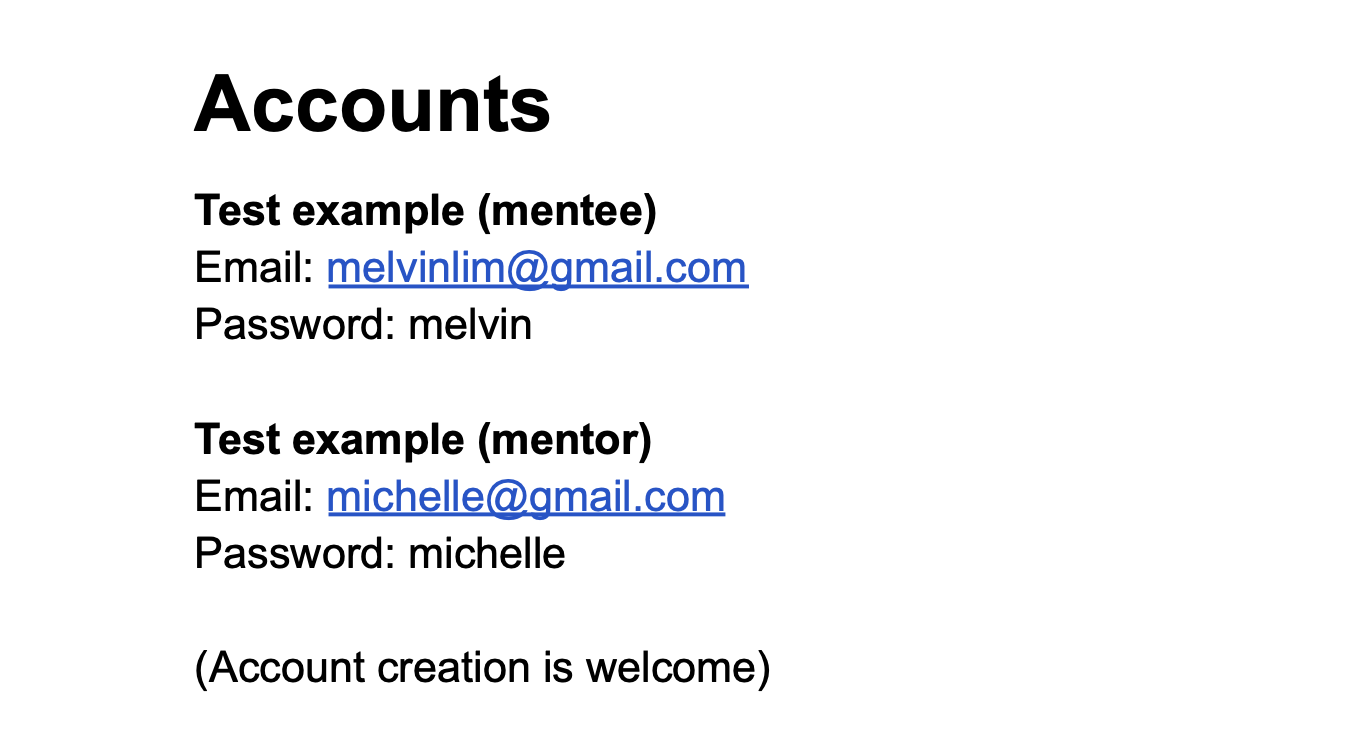 Accounts
Test example (mentee)
Email: melvinlim@gmail.com
Password: melvin
Test example (mentor)
Email: michelle@gmail.com
Password: michelle
(Account creation is welcome)